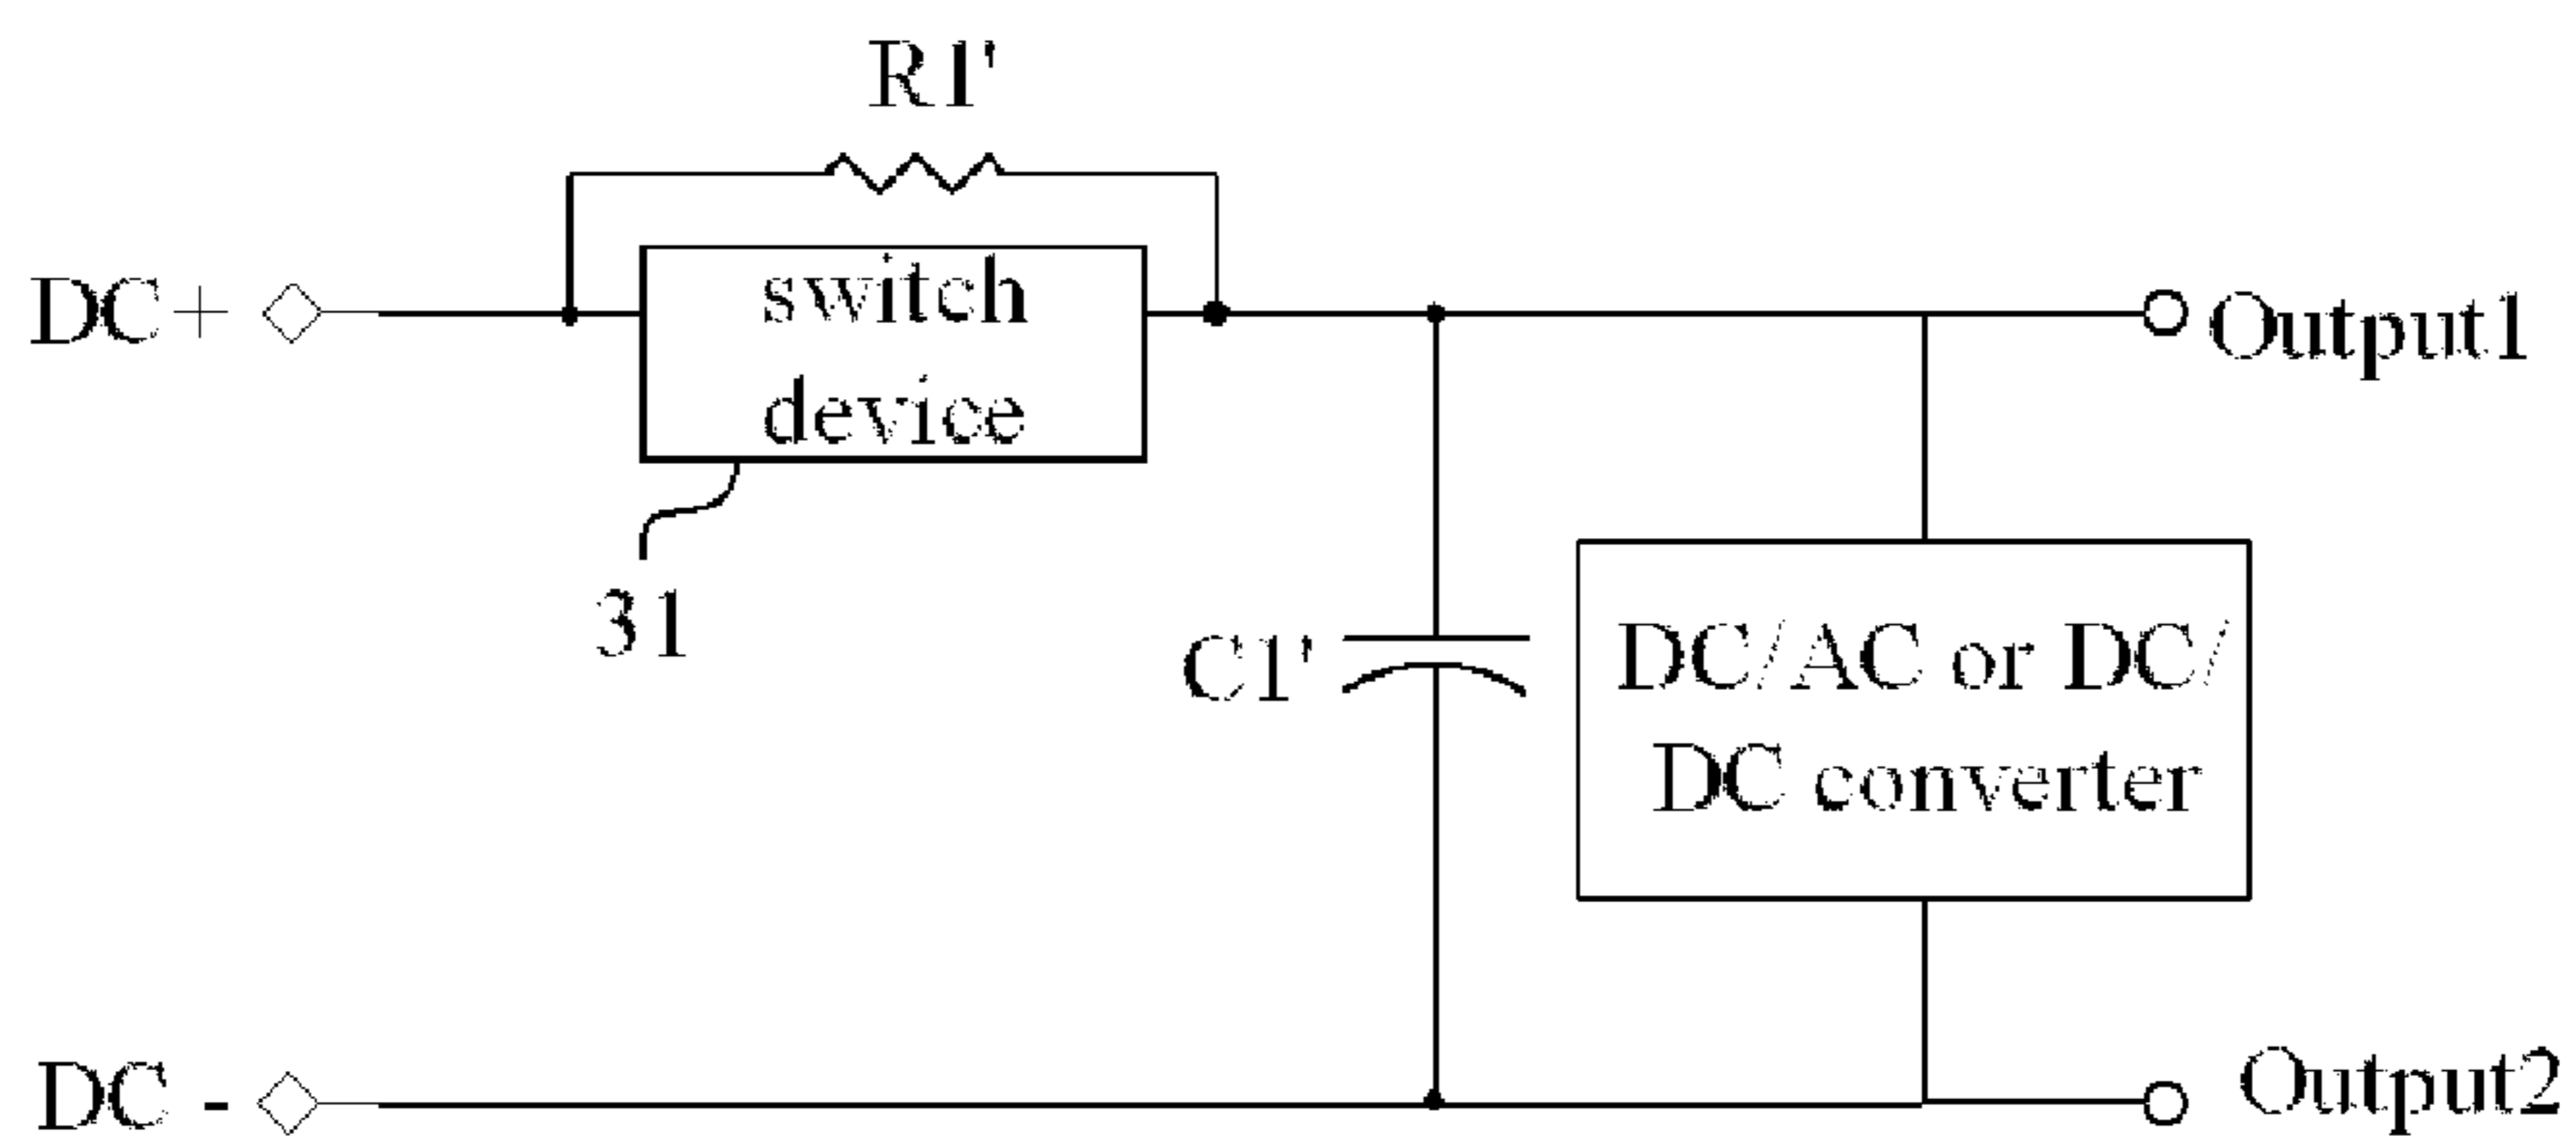 R1'
DC+
switch
device
Output1
31
C1'
DC/AC or DC/
DC converter
DC -
Output2